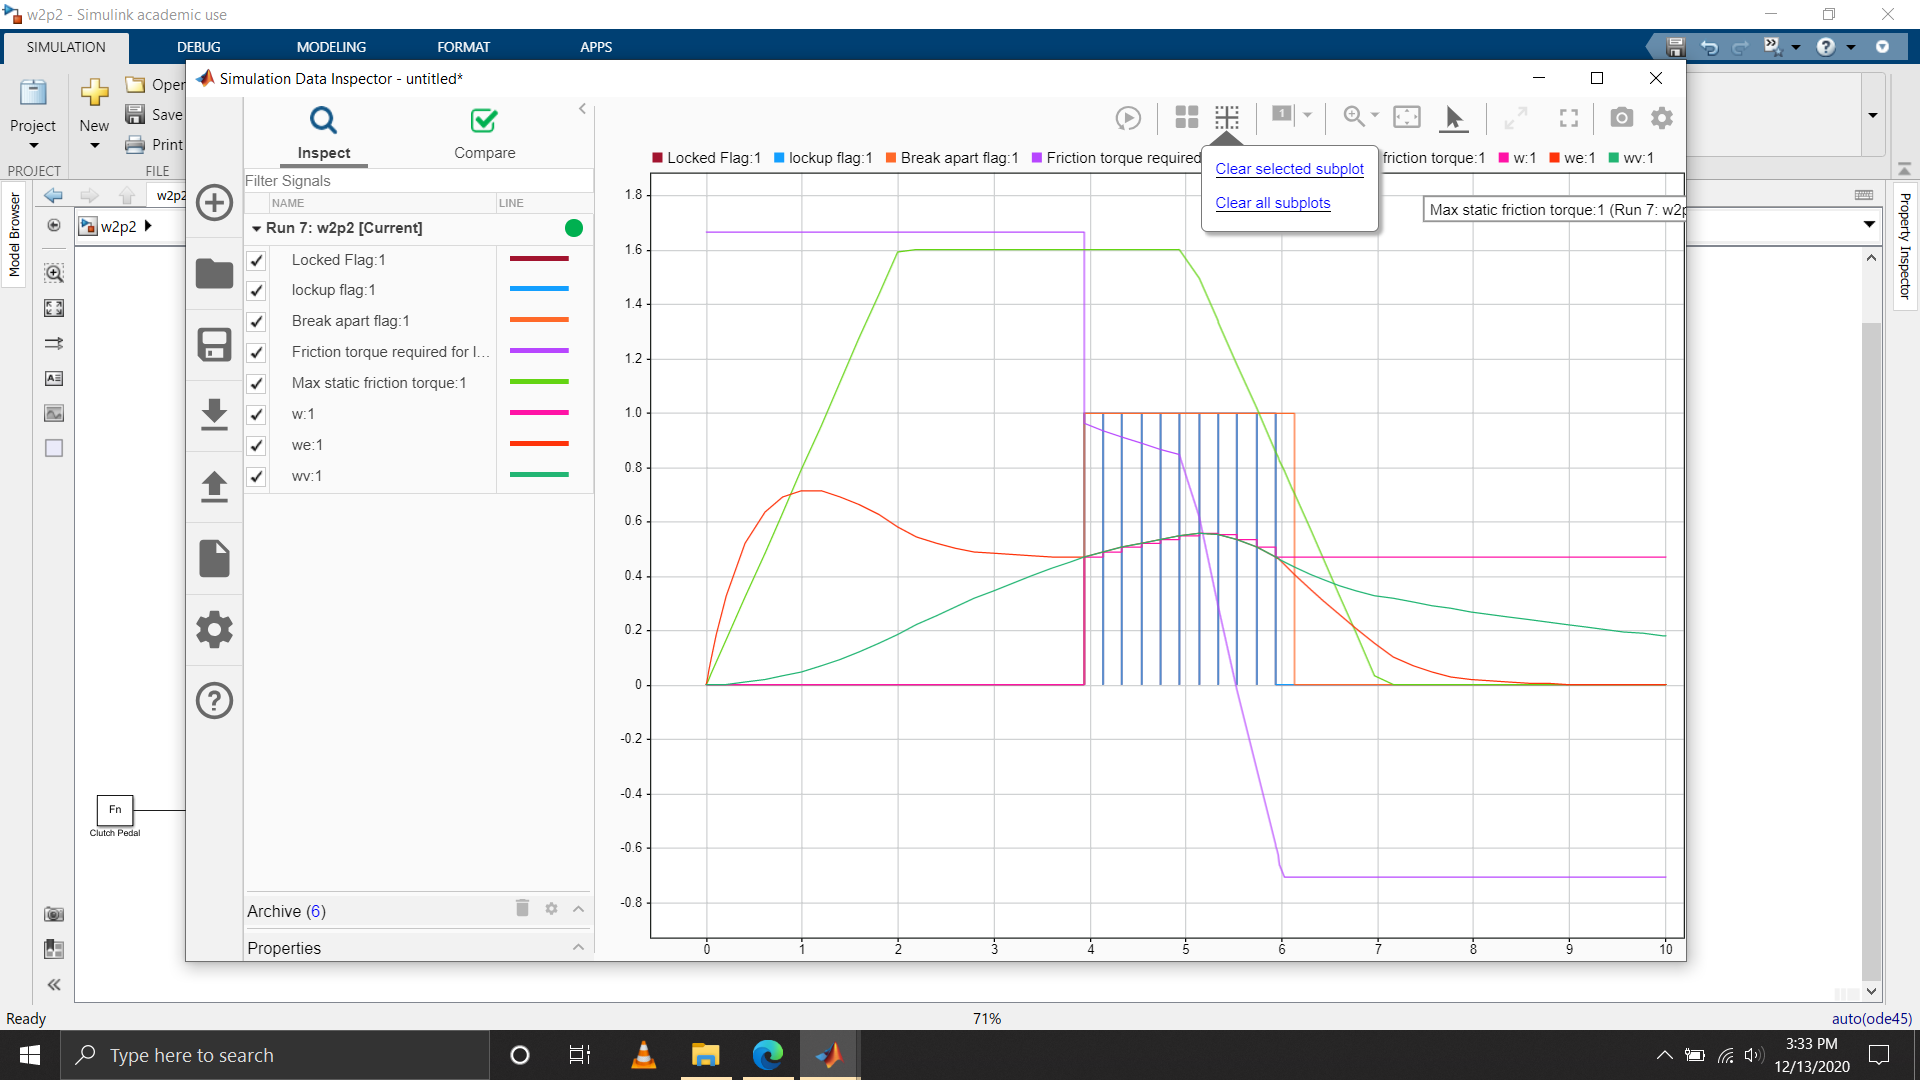 w2p2 - Simulink academic use
SIMULATION
DEBUG
MODELING
FORMAT
APPS
Project
New
Open
Save
Print
PROJECT
FILE
Model Browser
w2p2
w2p2
Property Inspector
Simulation Data Inspector - untitled*
Inspect
Compare
Filter Signals
NAME
LINE
Run 7: w2p2 [Current]
Locked Flag:1
lockup flag:1
Break apart flag:1
Friction torque required for l...
Max static friction torque:1
w:1
we:1
wv:1
Archive (6)
Properties
1
Locked Flag:1 lockup flag:1 Break apart flag:1 Friction torque required friction torque:1 w:1 we:1 wv:1
Clear selected subplot
Clear all subplots
Max static friction torque:1 (Run 7: w2p
1.8
1.6
1.4
1.2
1.0
0.8
0.6
0.4
0.2
0
-0.2
-0.4
-0.6
-0.8
0 1 2 3 4 5 6 7 8 9 10
Fn
Clutch Pedal
Ready
71%
auto(ode45)
Type here to search
3:33 PM
12/13/2020